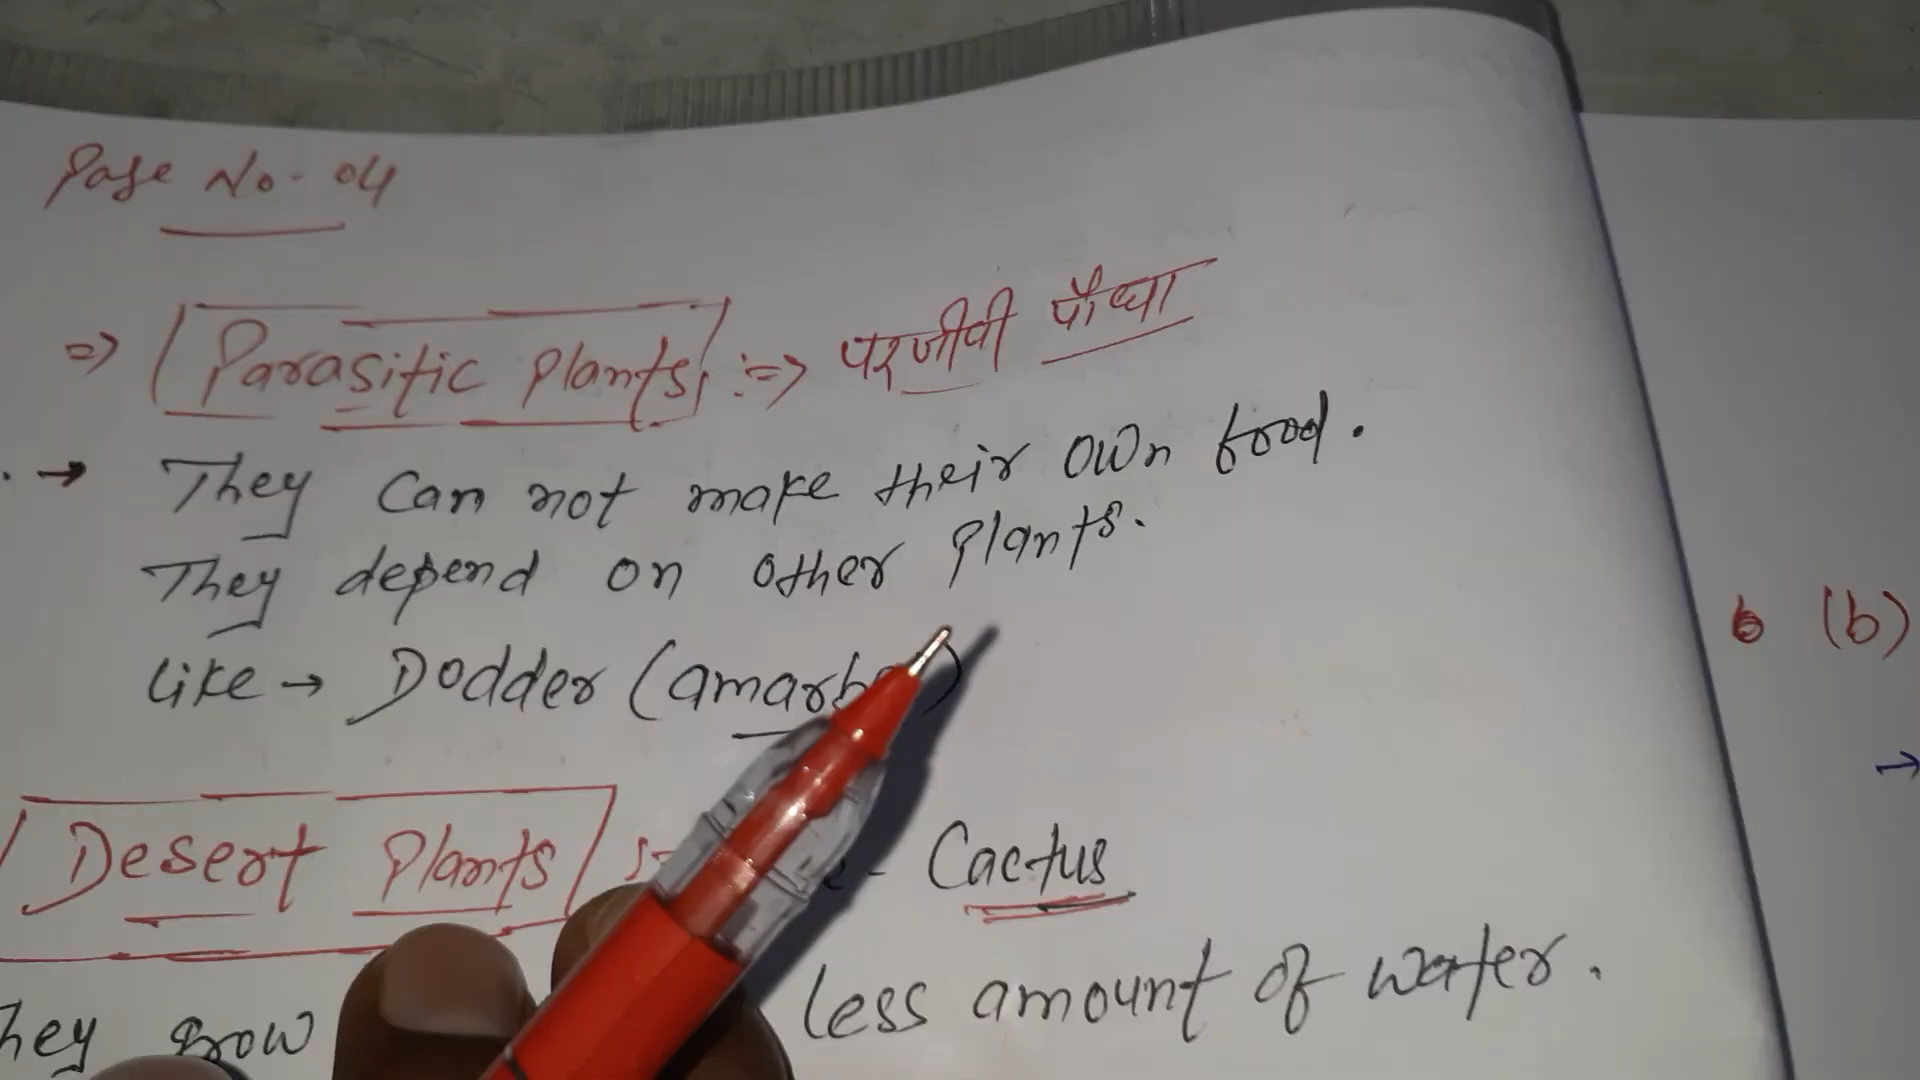 Page No. 04
=> Parasitic Plants :=> परजीवी पौधा
. → They can not make their own food.
They depend on other plants.
like → Dodder (
Desert Plants - Cactus
grow less amount of water.
b (b)
→